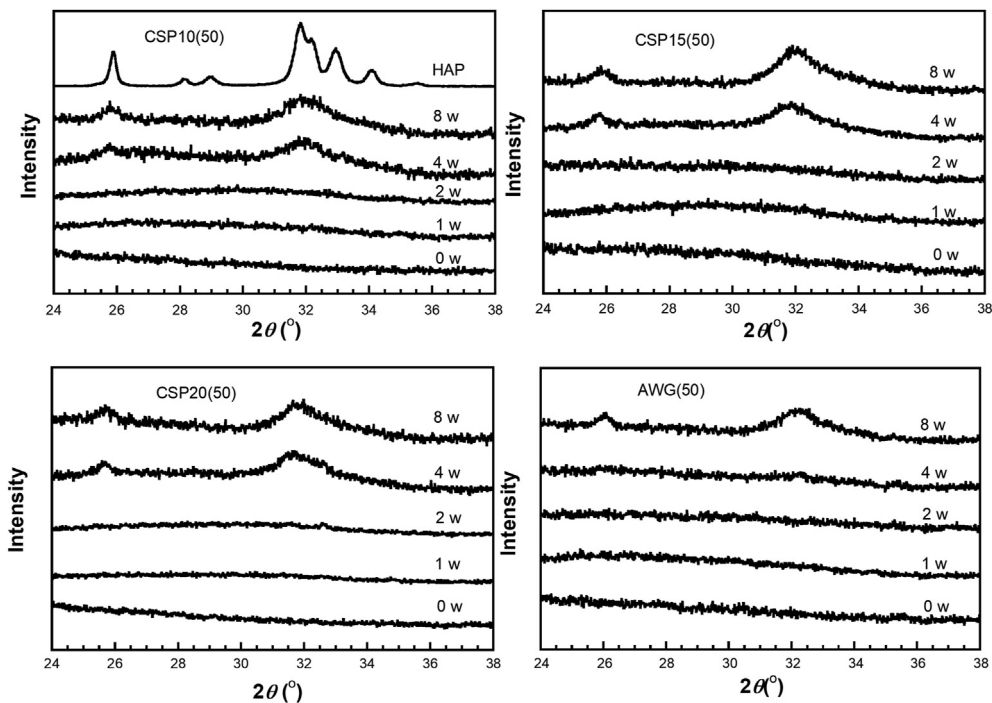 CSP10(50)
HAP
8 w
4 w
2 w
1 w
0 w
Intensity
24 26 28 30 32 34 36 38
2θ (°)
CSP15(50)
8 w
4 w
2 w
1 w
0 w
Intensity
24 26 28 30 32 34 36 38
2θ (°)
CSP20(50)
8 w
4 w
2 w
1 w
0 w
Intensity
24 26 28 30 32 34 36 38
2θ (°)
AWG(50)
8 w
4 w
2 w
1 w
0 w
Intensity
24 26 28 30 32 34 36 38
2θ(°)